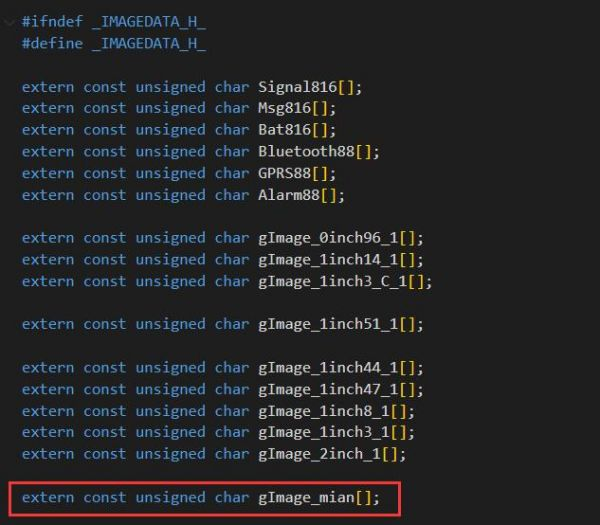 #ifndef _IMAGEDATA_H_
#define _IMAGEDATA_H_
extern const unsigned char Signal816[];
extern const unsigned char Msg816[];
extern const unsigned char Bat816[];
extern const unsigned char Bluetooth88[];
extern const unsigned char GPRS88[];
extern const unsigned char Alarm88[];
extern const unsigned char gImage_0inch96_1[];
extern const unsigned char gImage_1inch14_1[];
extern const unsigned char gImage_1inch3_C_1[];
extern const unsigned char gImage_1inch51_1[];
extern const unsigned char gImage_1inch44_1[];
extern const unsigned char gImage_1inch47_1[];
extern const unsigned char gImage_1inch8_1[];
extern const unsigned char gImage_1inch3_1[];
extern const unsigned char gImage_2inch_1[];
extern const unsigned char gImage_mian[];